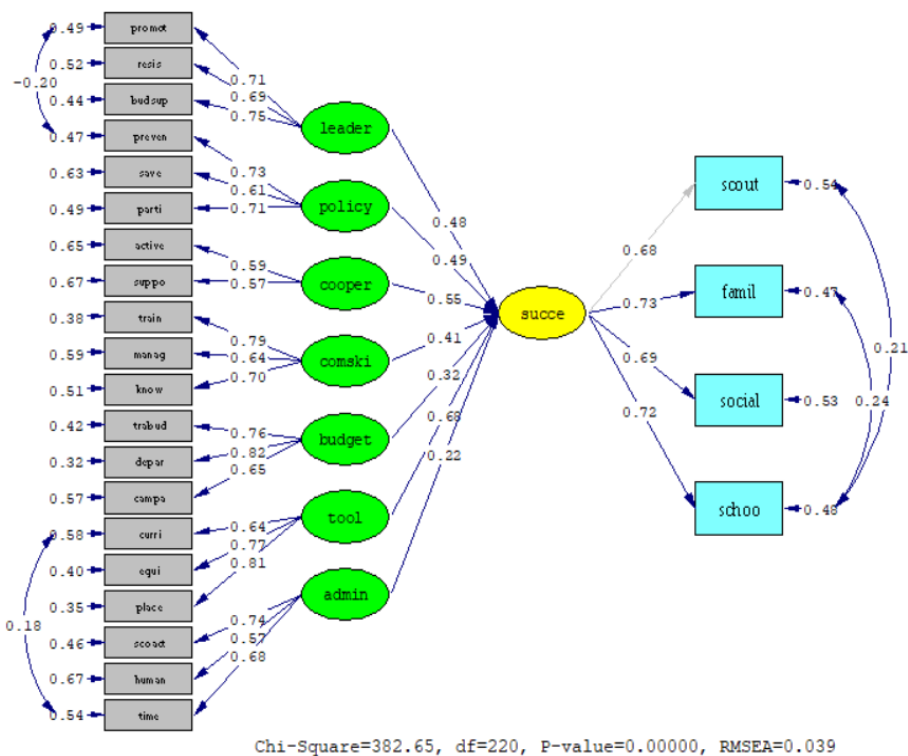 0.49 promot
0.52 resis
-0.20
0.44 budsup
0.47 preven
0.63 save
0.49 parti
0.65 active
0.67 suppo
0.38 train
0.59 manag
0.51 know
0.42 trabud
0.32 depar
0.57 campa
0.58 curri
0.40 equi
0.35 place
0.18
0.46 scoact
0.67 human
0.54 time
0.71
0.69
0.75
leader
0.73
0.61
0.71
policy
0.59
0.57
cooper
0.79
0.64
0.70
comski
0.76
0.82
0.65
budget
0.64
0.77
0.81
tool
0.74
0.57
0.68
admin
0.48
0.49
0.55
0.41
0.32
0.68
0.22
succe
0.68
0.73
0.69
0.72
scout 0.54
famil 0.47
social 0.53
schoo 0.48
0.21
0.24
Chi-Square=382.65, df=220, P-value=0.00000, RMSEA=0.039